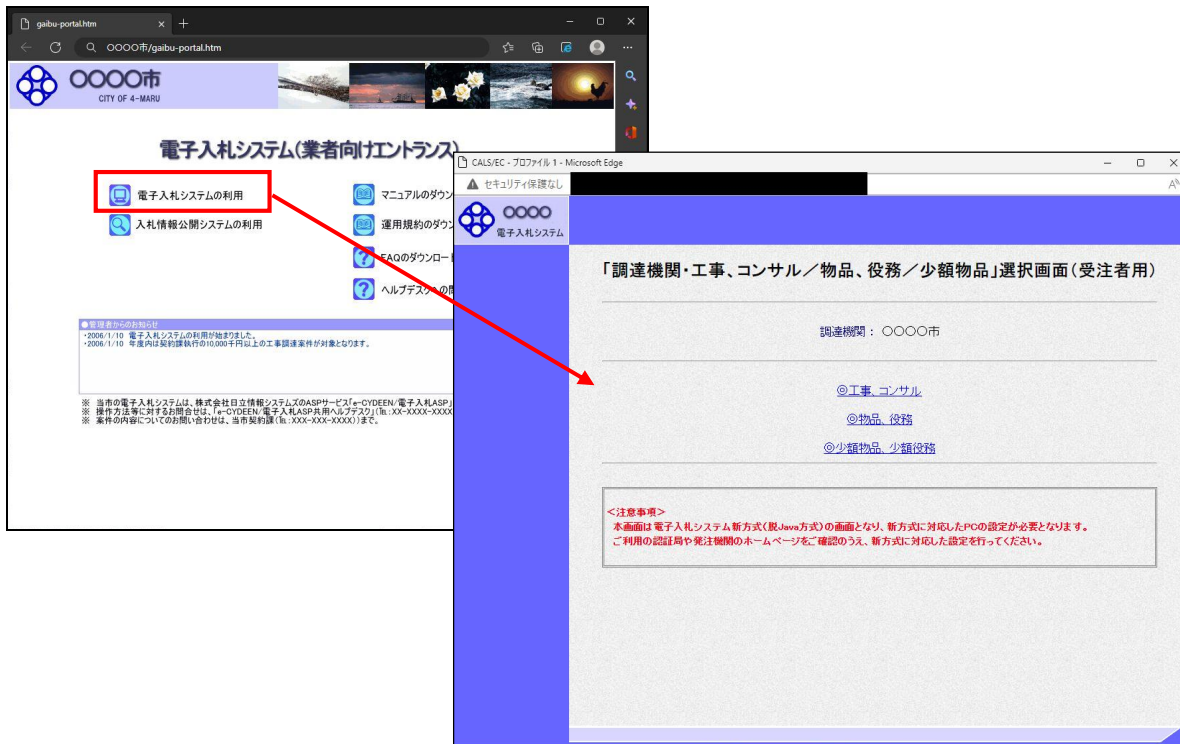 gaibu-portal.htm
〇〇〇〇市/gaibu-portal.htm
〇〇〇〇市
CITY OF 4-MARU
電子入札システム(業者向けエントランス)
電子入札システムの利用
マニュアルのダウン
入札情報公開システムの利用
運用規約のダウン
FAQのダウンロード
ヘルプデスクへの問
●管理者からのお知らせ
・2006/1/10 電子入札システムの利用が始まりました。
・2006/1/10 年度内は契約課執行の10,000千円以上の工事調達案件が対象となります。
※ 当市の電子入札システムは、株式会社日立情報システムズのASPサービス「e-CYDEEN/電子入札ASP」
※ 操作方法等に対するお問合せは、「e-CYDEEN/電子入札ASP共用ヘルプデスク」(℡:XX-XXXX-XXXX
※ 案件の内容についてのお問い合わせは、当市契約課(℡:XXX-XXX-XXXX))まで。
CALS/EC - プロファイル 1 - Microsoft Edge
セキュリティ保護なし
〇〇〇〇
電子入札システム
「調達機関・工事、コンサル／物品、役務／少額物品」選択画面(受注者用)
調達機関： 〇〇〇〇市
◎工事、コンサル
◎物品、役務
◎少額物品、少額役務
＜注意事項＞
本画面は電子入札システム新方式(脱Java方式)の画面となり、新方式に対応したPCの設定が必要となります。
ご利用の認証局や発注機関のホームページをご確認のうえ、新方式に対応した設定を行ってください。